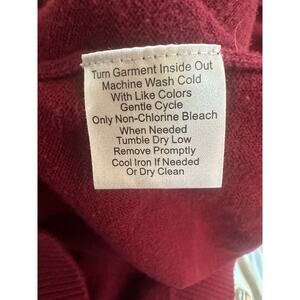 Turn Garment Inside Out
Machine Wash Cold
With Like Colors
Gentle Cycle
Only Non-Chlorine Bleach
When Needed
Tumble Dry Low
Remove Promptly
Cool Iron If Needed
Or Dry Clean